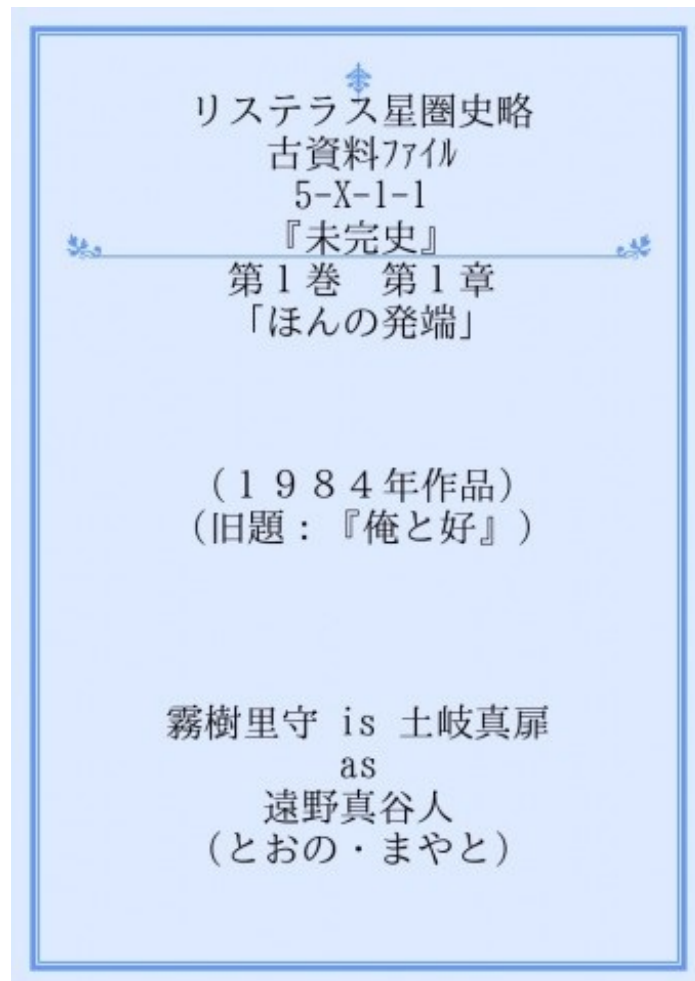 リステラス星圏史略
古資料ﾌｧｲﾙ
5-X-1-1
『未完史』
第１巻　第１章
「ほんの発端」
（１９８４年作品）
（旧題：『俺と好』）
霧樹里守 is 土岐真扉
as
遠野真谷人
（とおの・まやと）